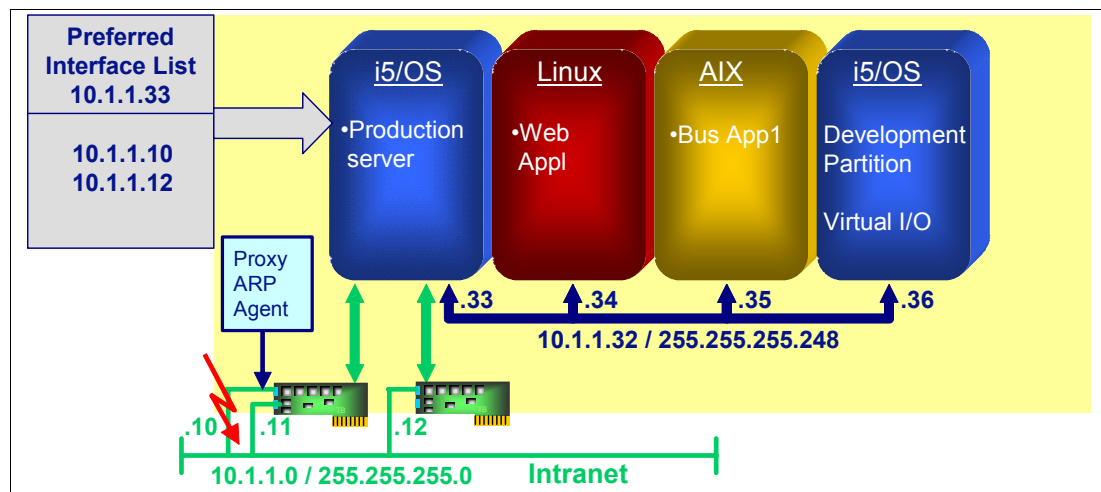 Preferred
Interface List
10.1.1.33
10.1.1.10
10.1.1.12
i5/OS
•Production
server
Linux
•Web
Appl
AIX
•Bus App1
i5/OS
Development
Partition
Virtual I/O
Proxy
ARP
Agent
.33
.34
.35
.36
10.1.1.32 / 255.255.255.248
.10
.11
.12
10.1.1.0 / 255.255.255.0
Intranet